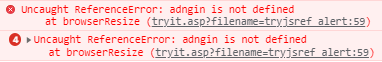 Uncaught ReferenceError: adngin is not defined
at browserResize (tryit.asp?filename=tryjsref_alert:59)
4 Uncaught ReferenceError: adngin is not defined
at browserResize (tryit.asp?filename=tryjsref_alert:59)